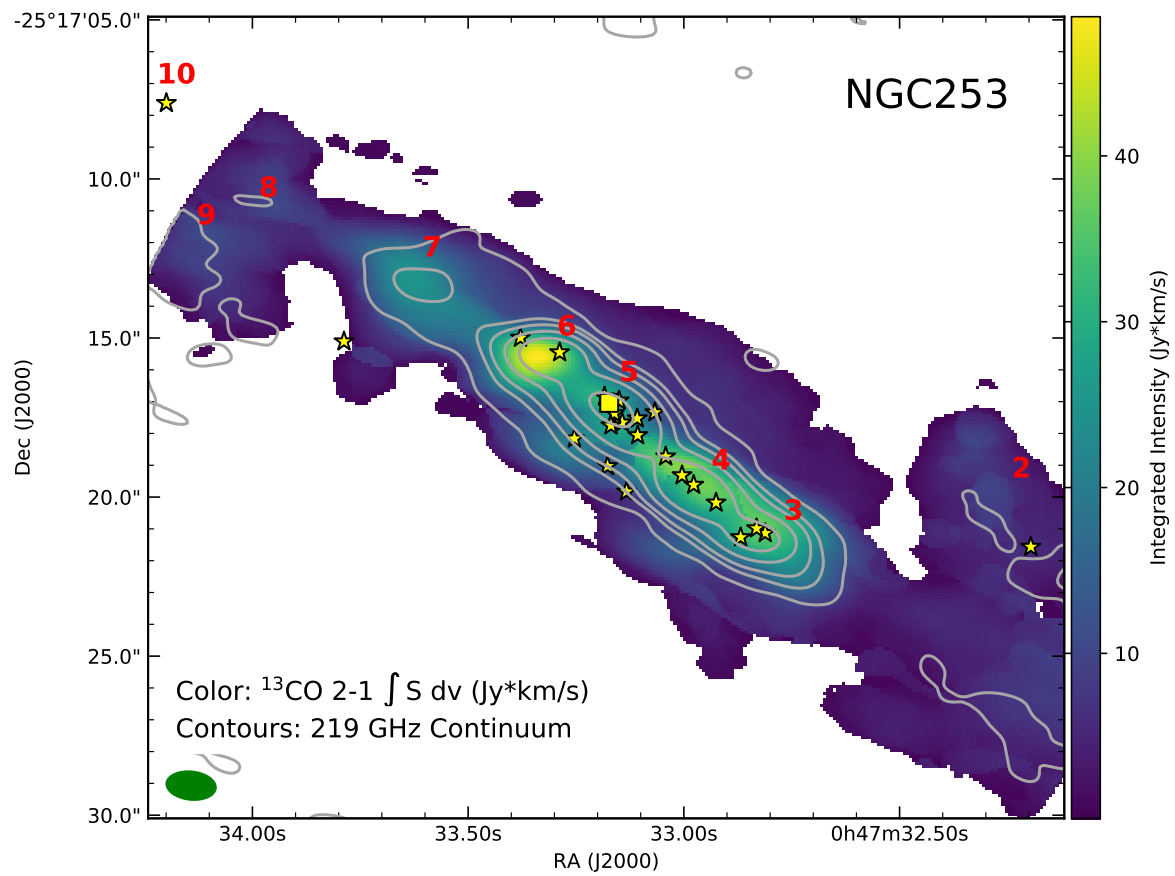 -25°17'05.0"
10
NGC253
40
10.0"
8
9
7
30
15.0"
6
5
Dec (J2000)
Integrated Intensity (Jy*km/s)
2
4
20
20.0"
3
25.0"
10
Color: ¹³CO 2-1 ∫ S dv (Jy*km/s)
Contours: 219 GHz Continuum
30.0"
34.00s 33.50s 33.00s 0h47m32.50s
RA (J2000)